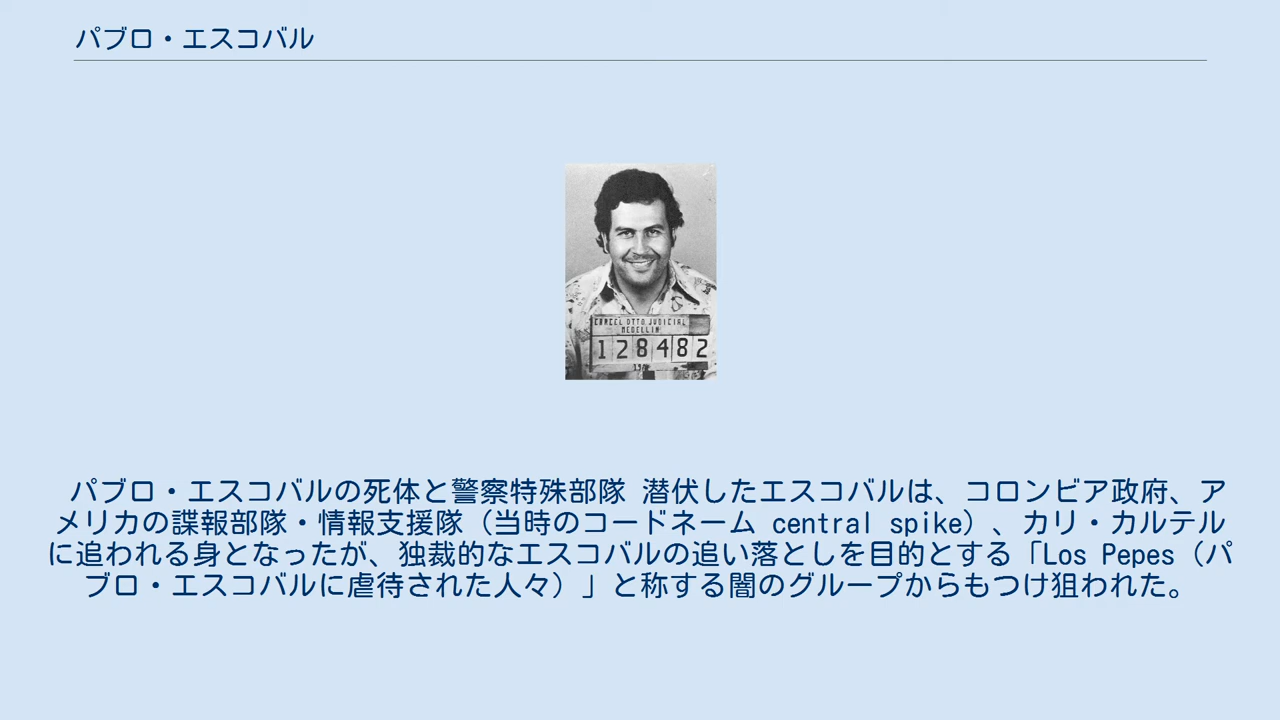 パブロ・エスコバル
CARCEL DTTO JUDICIAL
MEDELLIN
128482
パブロ・エスコバルの死体と警察特殊部隊 潜伏したエスコバルは、コロンビア政府、ア
メリカの諜報部隊・情報支援隊（当時のコードネーム central spike）、カリ・カルテル
に追われる身となったが、独裁的なエスコバルの追い落としを目的とする「Los Pepes（パ
ブロ・エスコバルに虐待された人々）」と称する闇のグループからもつけ狙われた。